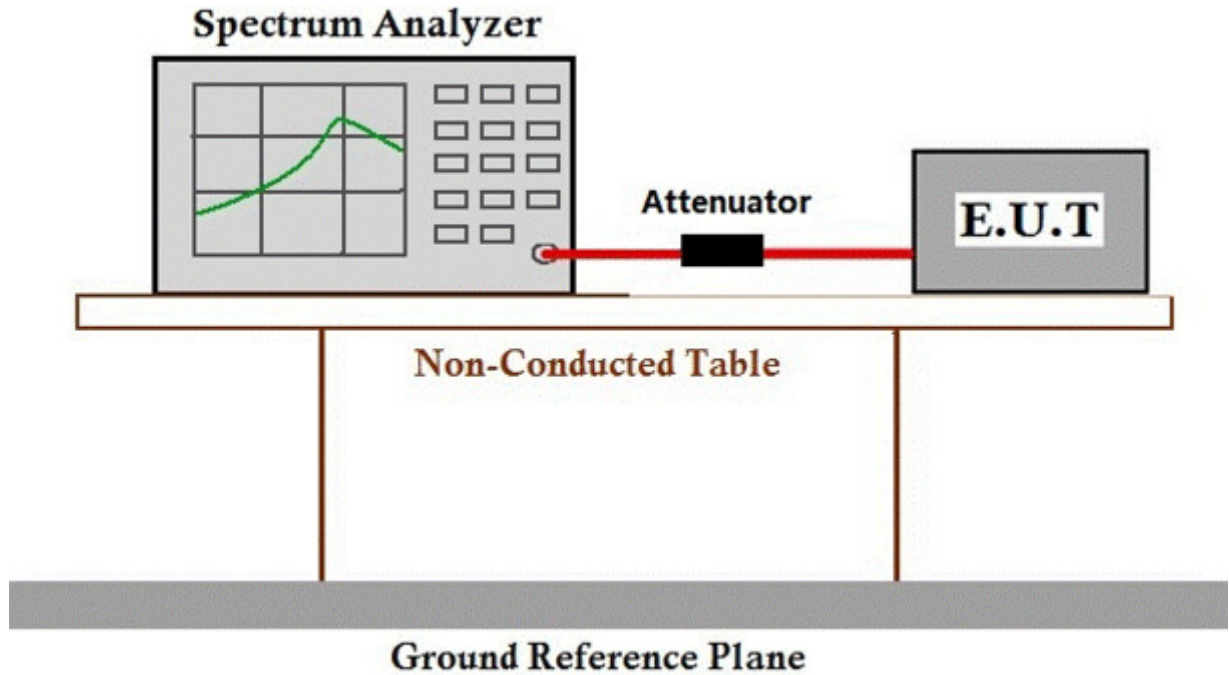 Spectrum Analyzer
Attenuator
E.U.T
Non-Conducted Table
Ground Reference Plane